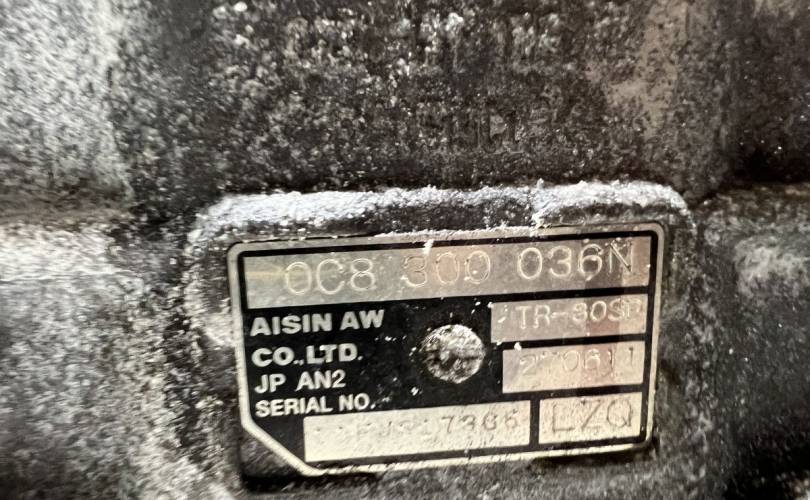 0C8 300 036N
AISIN AW
CO.,LTD.
TR-80SD
JP AN2
SERIAL NO.
LZQ